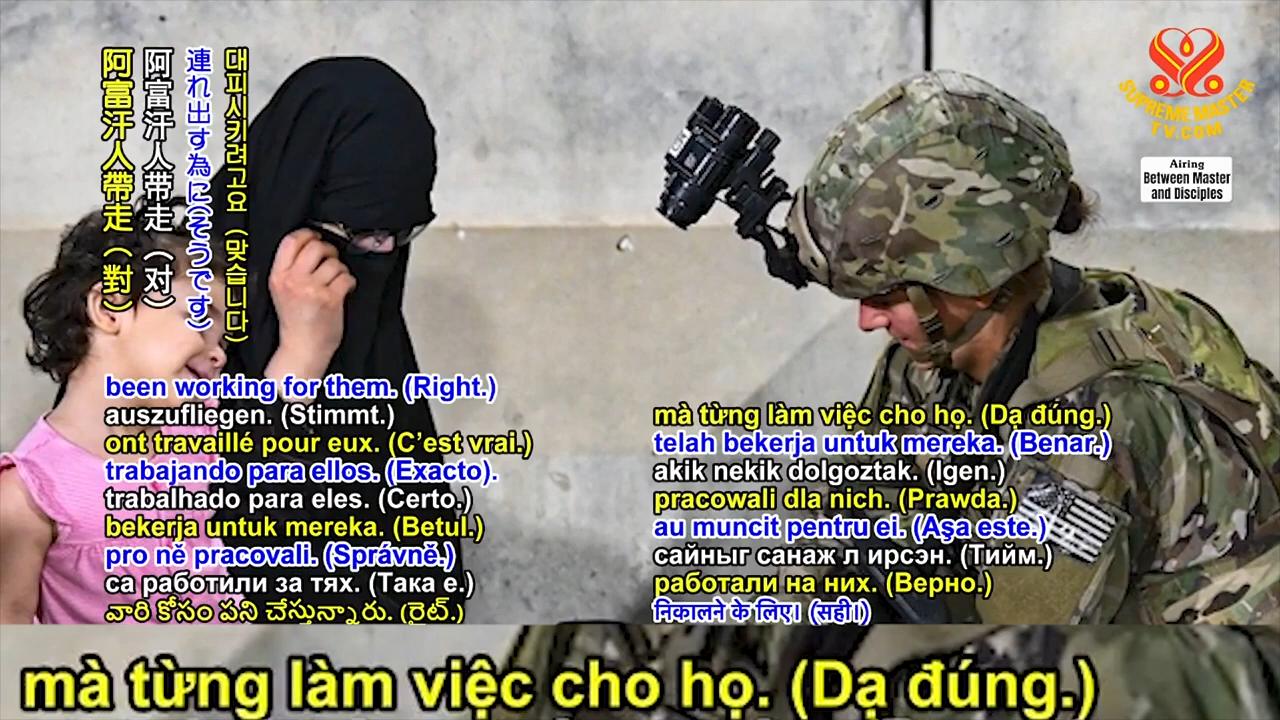 대피시키려고요 (맞습니다)
連れ出す為に(そうです)
阿富汗人带走（对）
阿富汗人帶走（對）
SUPREME MASTER
TV.COM
Airing
Between Master
and Disciples
been working for them. (Right.)
auszufliegen. (Stimmt.)
ont travaillé pour eux. (C’est vrai.)
trabajando para ellos. (Exacto).
trabalhado para eles. (Certo.)
bekerja untuk mereka. (Betul.)
pro ně pracovali. (Správně.)
са работѝли за тях. (Така е.)
వారి కోసం పని చేస్తున్నారు. (రైట్.)
mà từng làm việc cho họ. (Dạ đúng.)
telah bekerja untuk mereka. (Benar.)
akik nekik dolgoztak. (Igen.)
pracowali dla nich. (Prawda.)
au muncit pentru ei. (Aşa este.)
сайныг санаж л ирсэн. (Тийм.)
работали на них. (Верно.)
निकालने के लिए। (सही।)
mà từng làm việc cho họ. (Dạ đúng.)